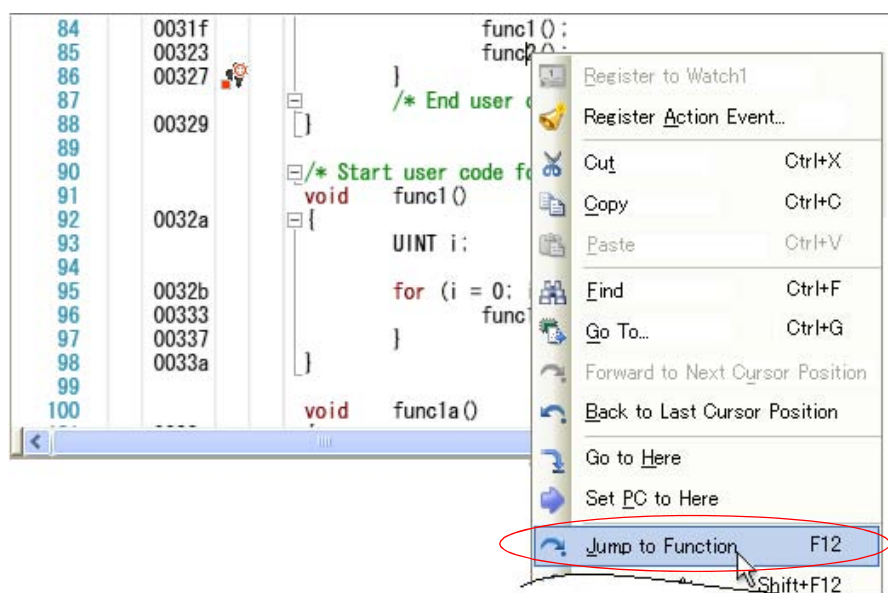 84 0031f func1();
85 00323 func2();
86 00327 }
87 /* End user
88 00329 }
89
90 /* Start user code
91 void func1()
92 0032a {
93 UINT i;
94
95 0032b for (i = 0;
96 00333
97 00337 }
98 0033a }
99
100 void func1a()
Register to Watch1
Register Action Event...
Cut Ctrl+X
Copy Ctrl+C
Paste Ctrl+V
Find Ctrl+F
Go To... Ctrl+G
Forward to Next Cursor Position
Back to Last Cursor Position
Go to Here
Set PC to Here
Jump to Function F12
Shift+F12